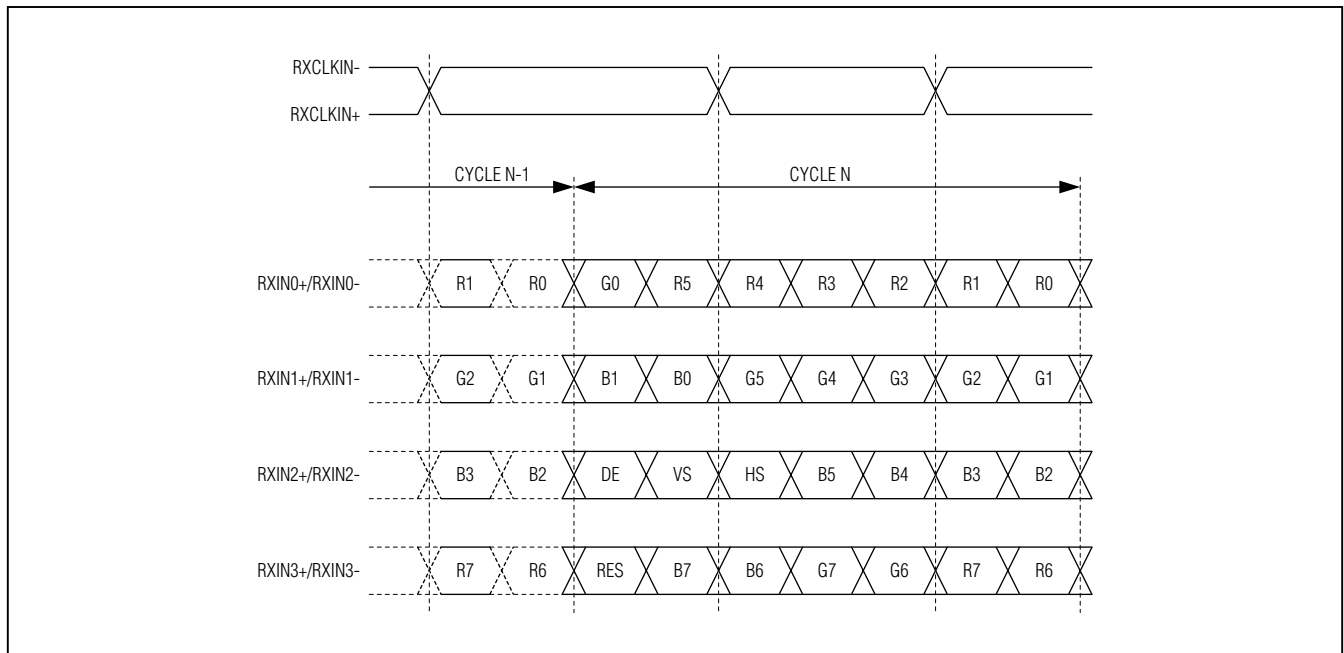 RXCLKIN-
RXCLKIN+
CYCLE N-1 CYCLE N
RXIN0+/RXIN0- R1 R0 G0 R5 R4 R3 R2 R1 R0
RXIN1+/RXIN1- G2 G1 B1 B0 G5 G4 G3 G2 G1
RXIN2+/RXIN2- B3 B2 DE VS HS B5 B4 B3 B2
RXIN3+/RXIN3- R7 R6 RES B7 B6 G7 G6 R7 R6